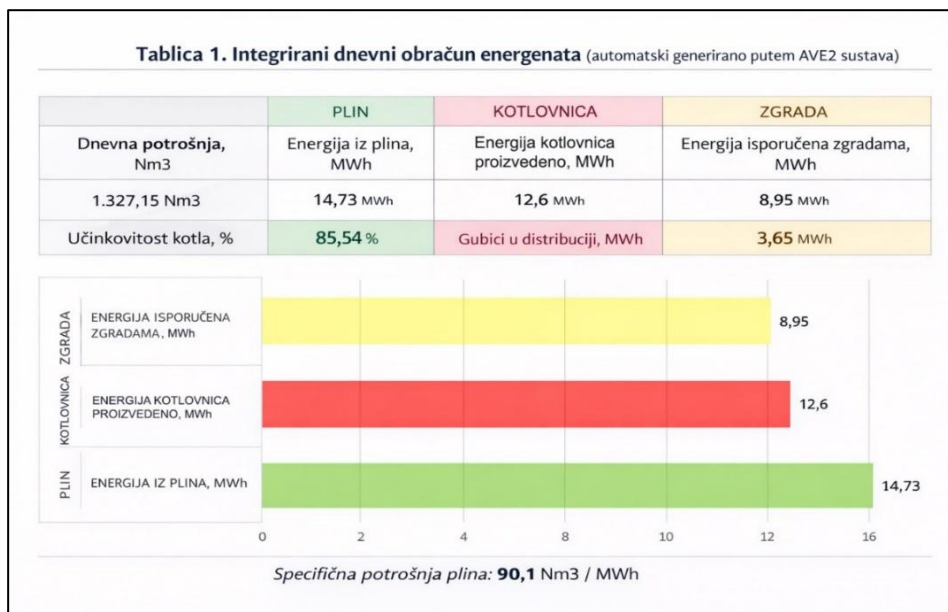 Tablica 1. Integrirani dnevni obračun energenata (automatski generirano putem AVE2 sustava)
PLIN KOTLOVNICA ZGRADA
Dnevna potrošnja, Nm3 Energija iz plina, MWh Energija kotlovnica proizvedeno, MWh Energija isporučena zgradama, MWh
1.327,15 Nm3 14,73 MWh 12,6 MWh 8,95 MWh
Učinkovitost kotla, % 85,54 % Gubici u distribuciji, MWh 3,65 MWh
ZGRADA
ENERGIJA ISPORUČENA
ZGRADAMA, MWh
8,95
KOTLOVNICA
ENERGIJA KOTLOVNICA
PROIZVEDENO, MWh
12,6
PLIN
ENERGIJA IZ PLINA, MWh
14,73
0 2 4 6 8 10 12 16
Specifična potrošnja plina: 90,1 Nm3 / MWh